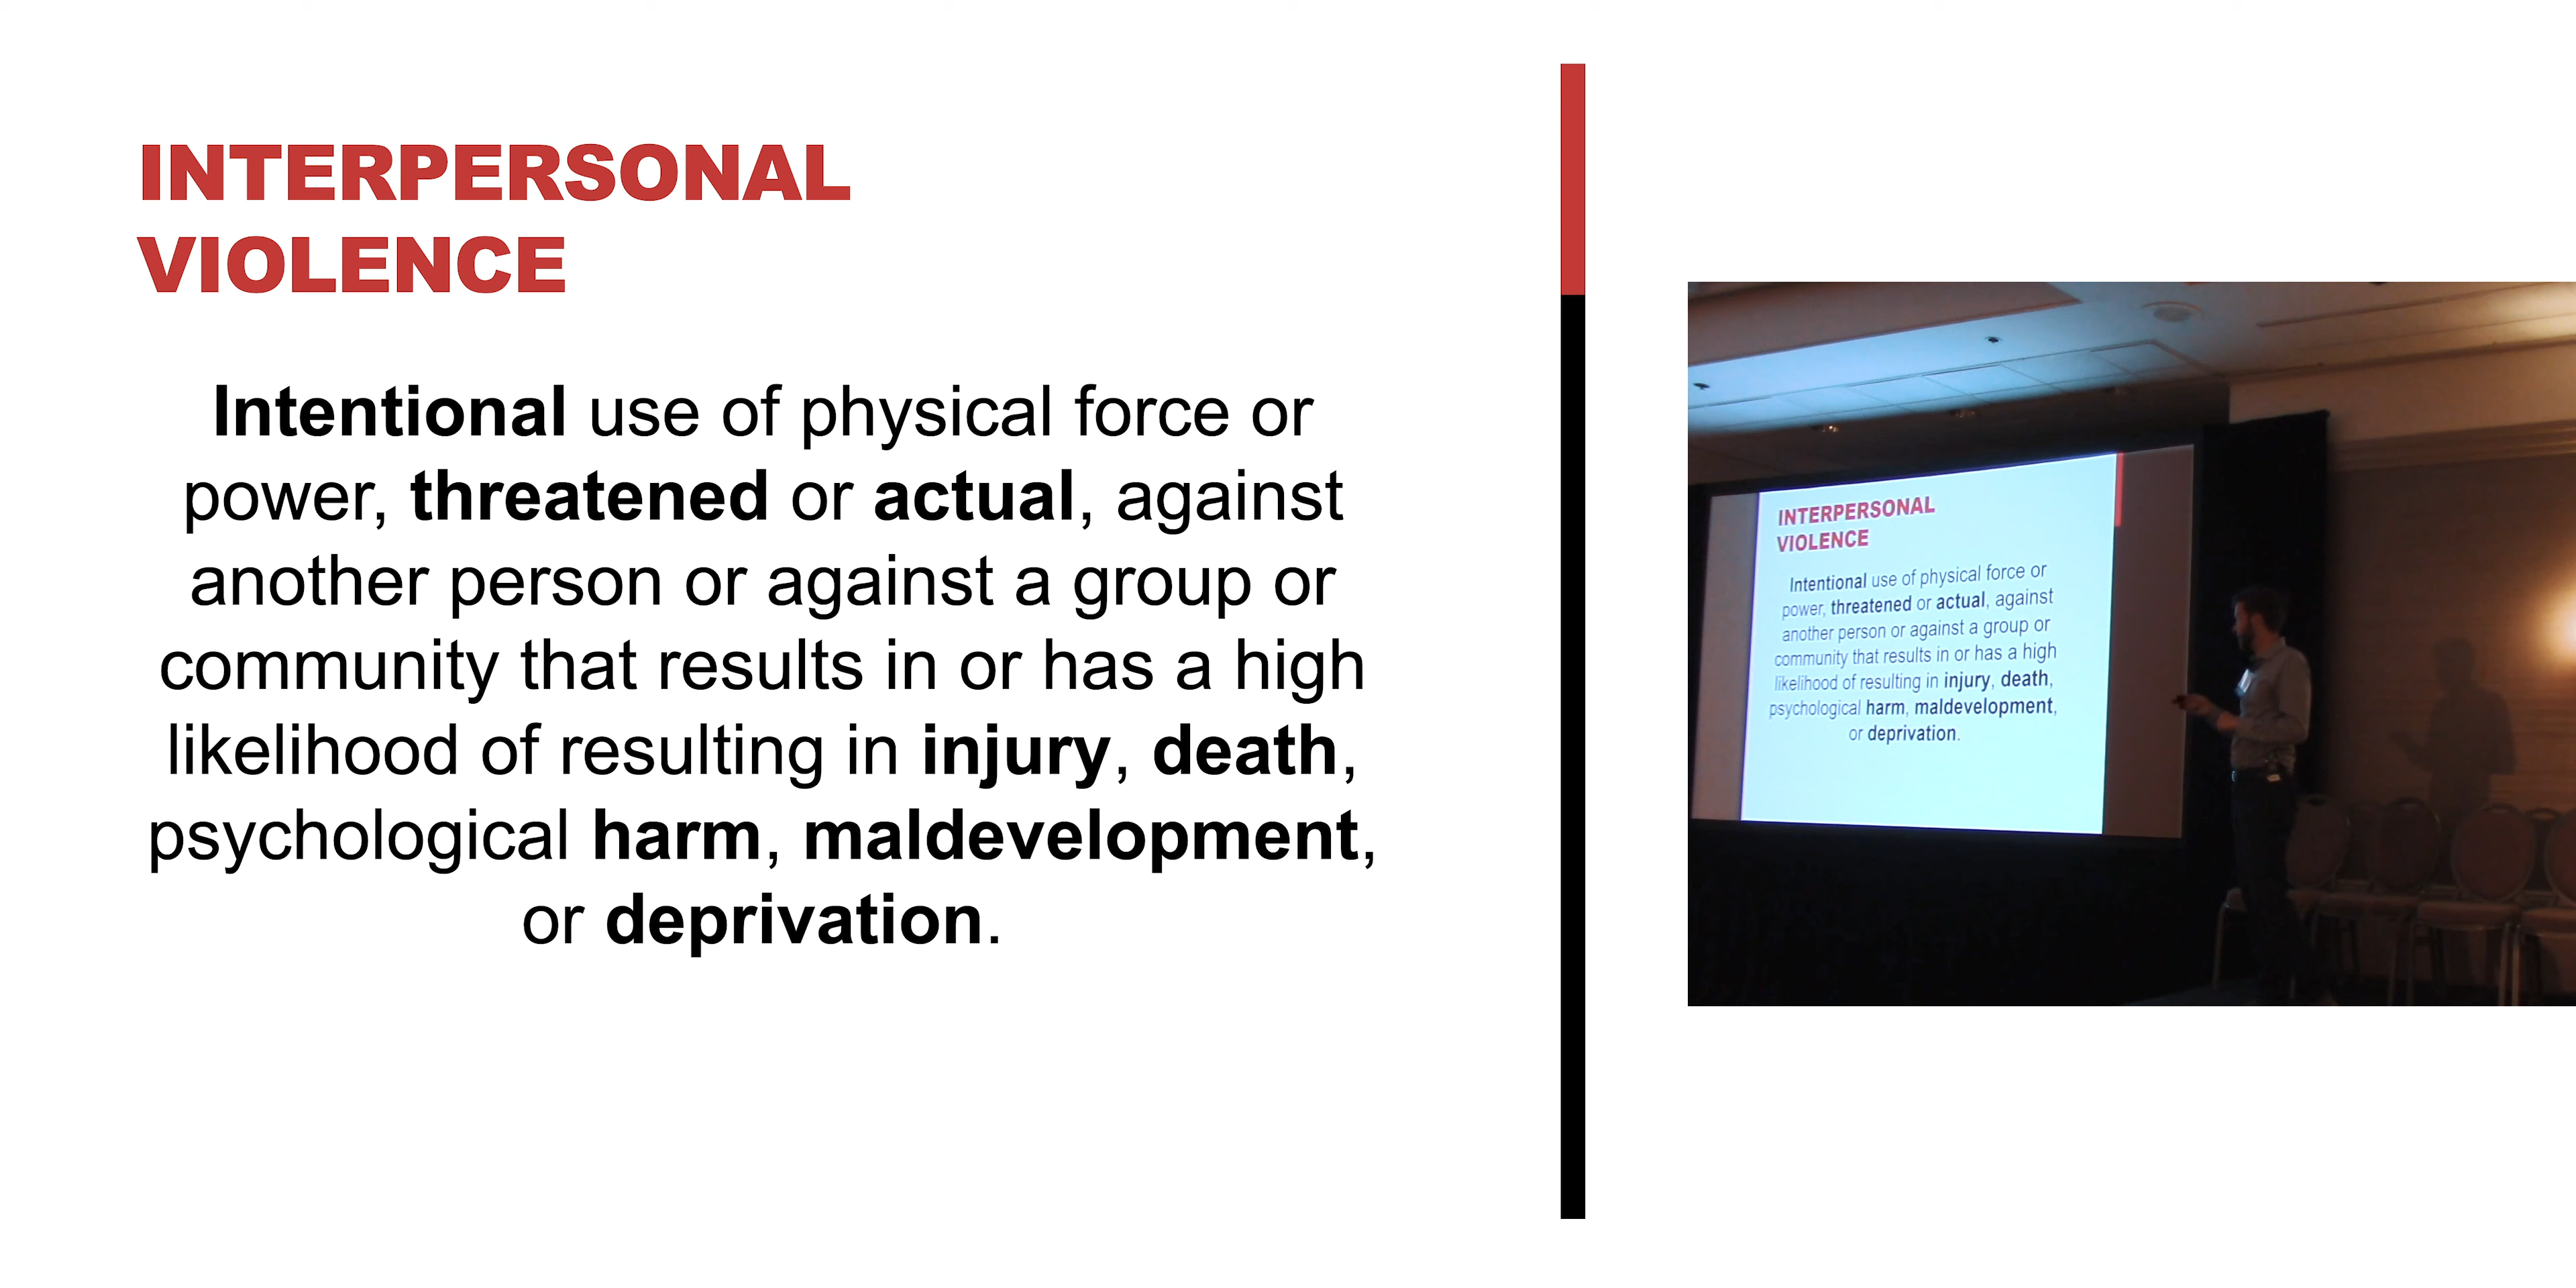 INTERPERSONAL
VIOLENCE
Intentional use of physical force or
power, threatened or actual, against
another person or against a group or
community that results in or has a high
likelihood of resulting in injury, death,
psychological harm, maldevelopment,
or deprivation.
INTERPERSONAL
VIOLENCE
Intentional use of physical force or
power, threatened or actual, against
another person or against a group or
community that results in or has a high
likelihood of resulting in injury, death,
psychological harm, maldevelopment,
or deprivation.